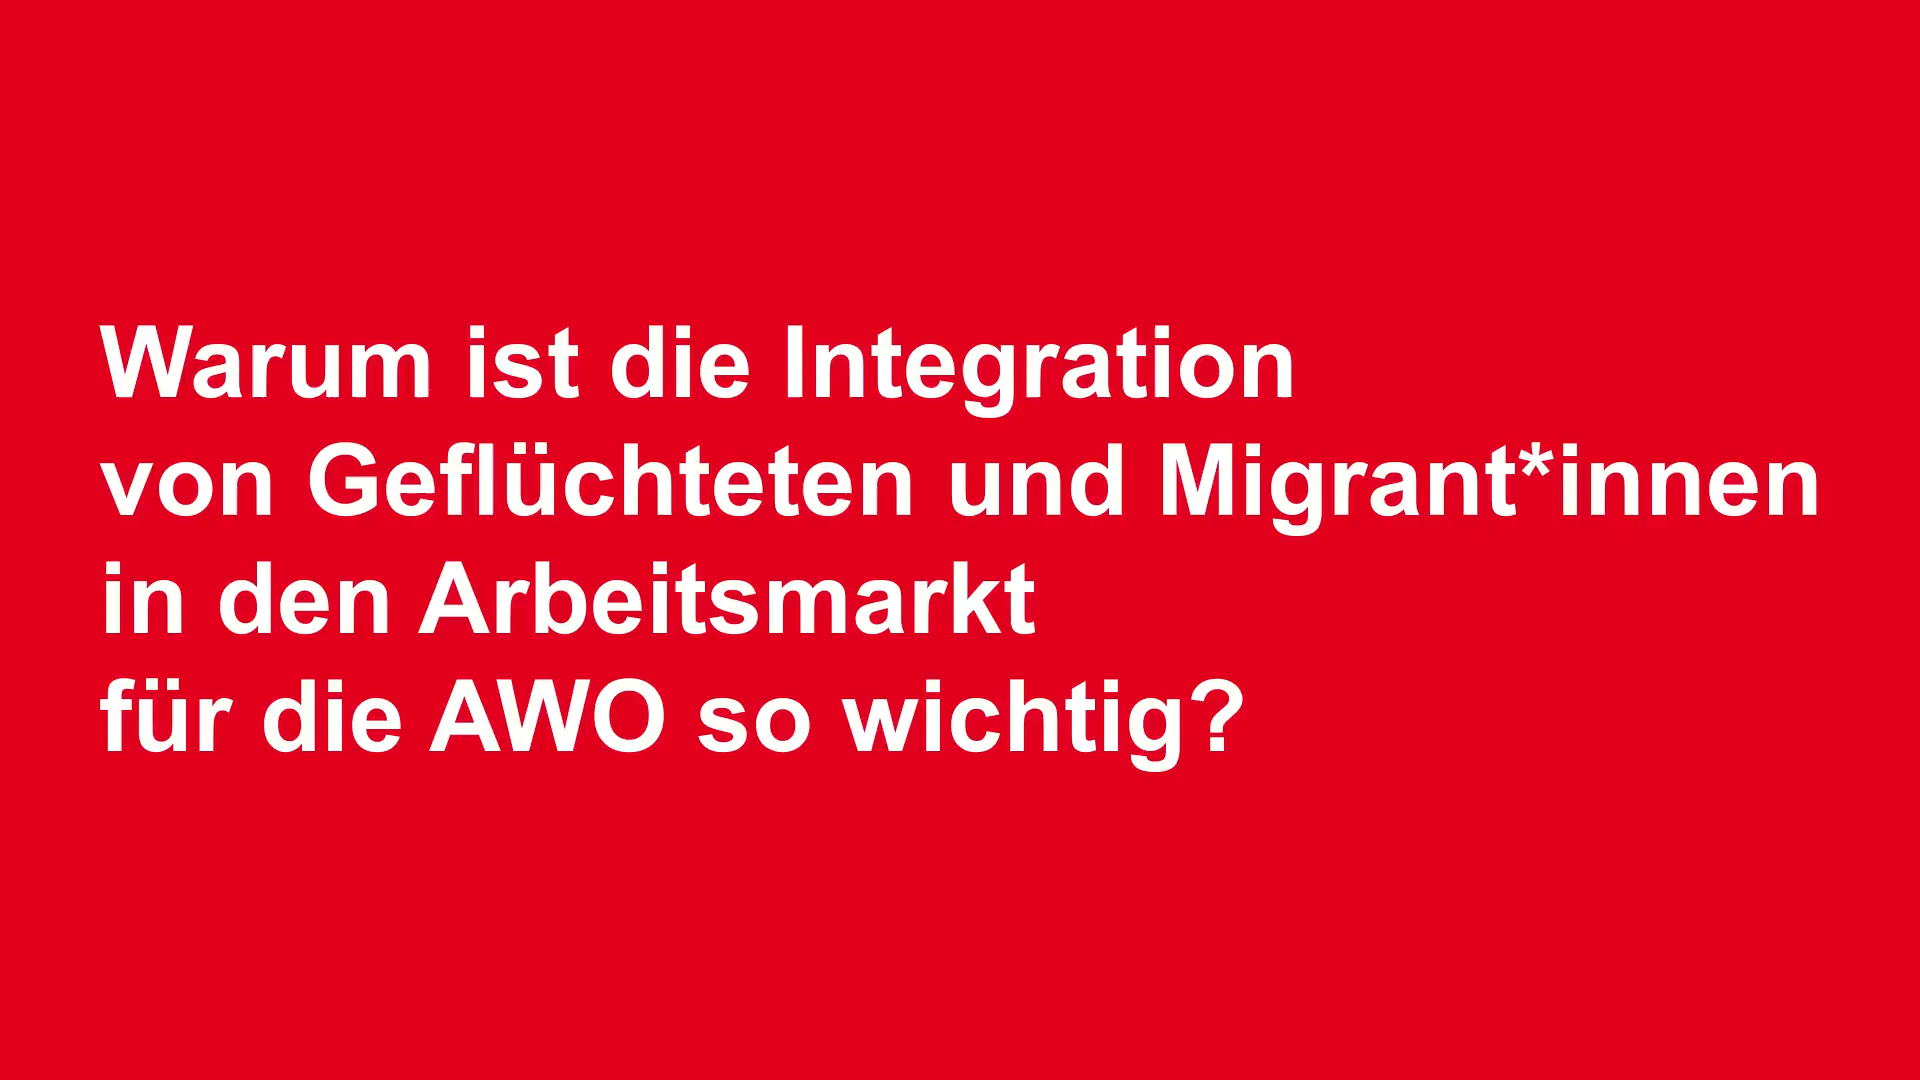 Warum ist die Integration
von Geflüchteten und Migrant*innen
in den Arbeitsmarkt
für die AWO so wichtig?